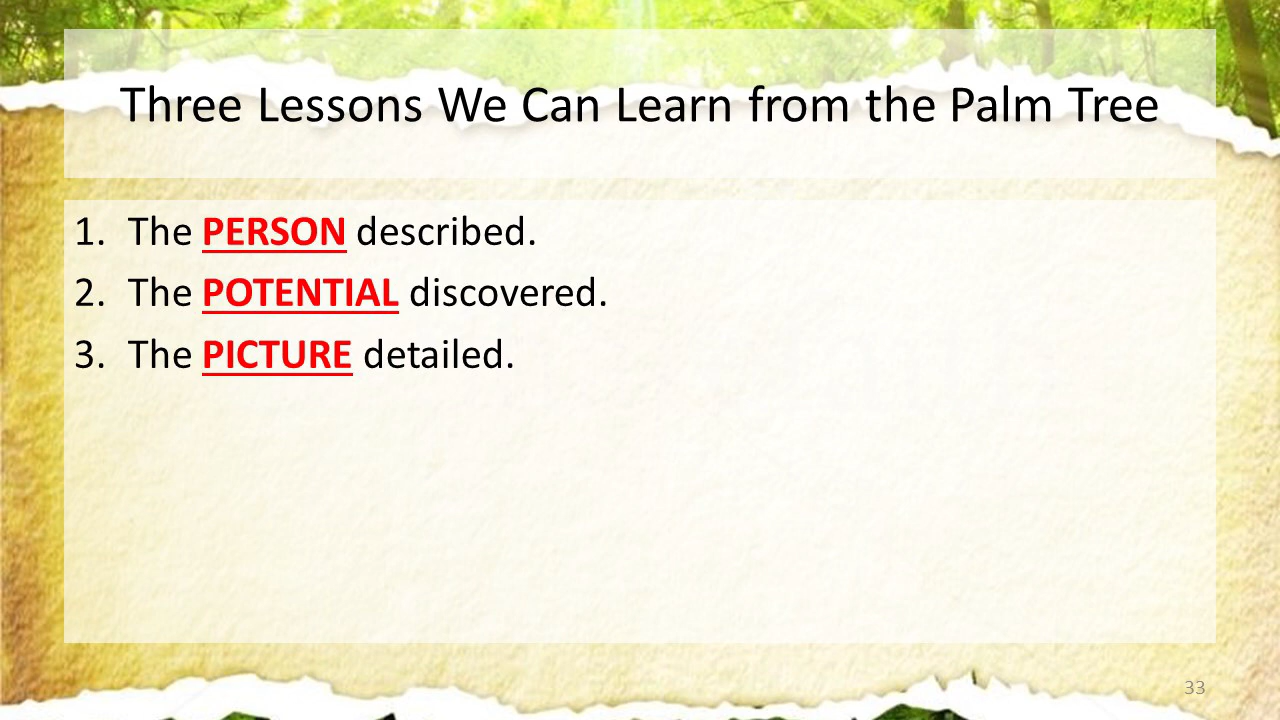 Three Lessons We Can Learn from the Palm Tree
1. The PERSON described.
2. The POTENTIAL discovered.
3. The PICTURE detailed.
33